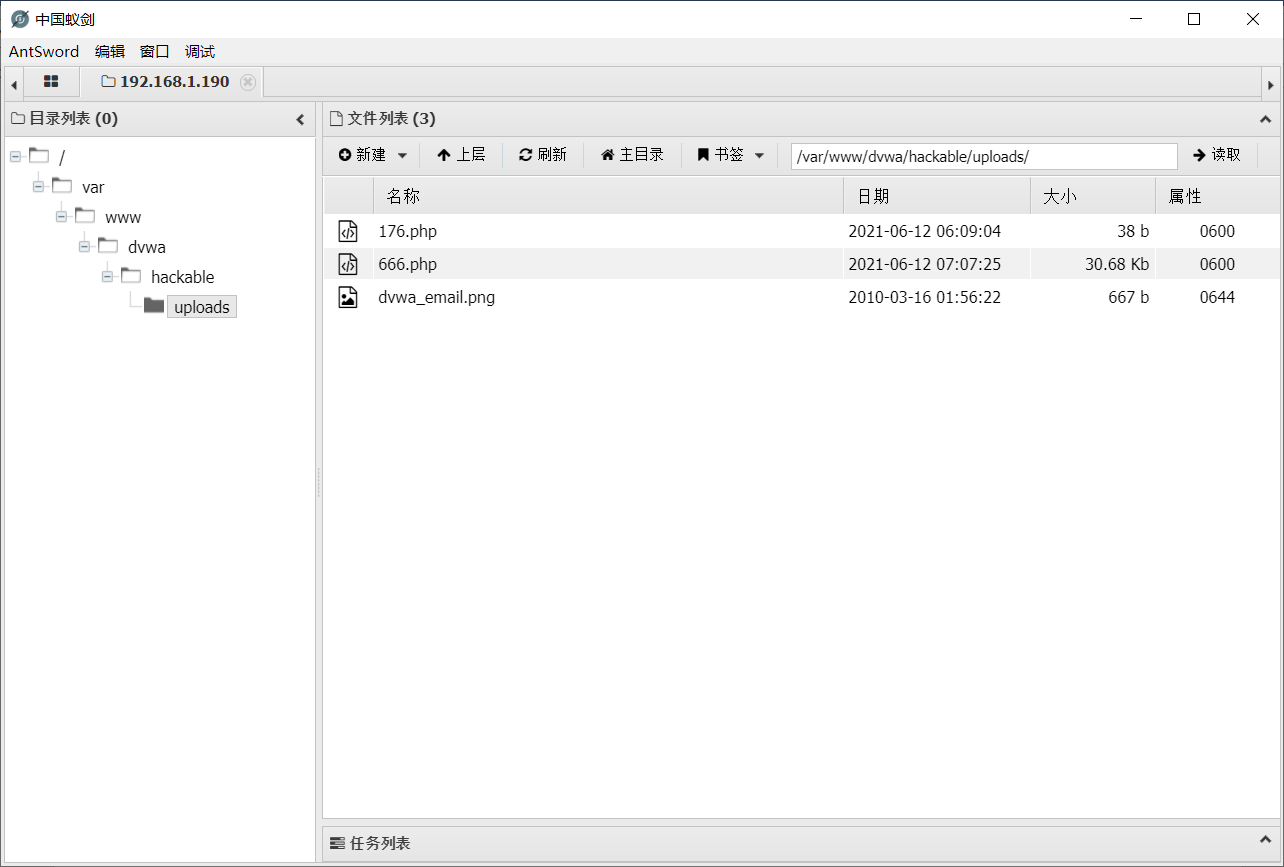 中国蚁剑
AntSword 编辑 窗口 调试
192.168.1.190
目录列表 (0)
/
var
www
dvwa
hackable
uploads
文件列表 (3)
新建 上层 刷新 主目录 书签 /var/www/dvwa/hackable/uploads/ 读取
名称 日期 大小 属性
176.php 2021-06-12 06:09:04 38 b 0600
666.php 2021-06-12 07:07:25 30.68 Kb 0600
dvwa_email.png 2010-03-16 01:56:22 667 b 0644
任务列表